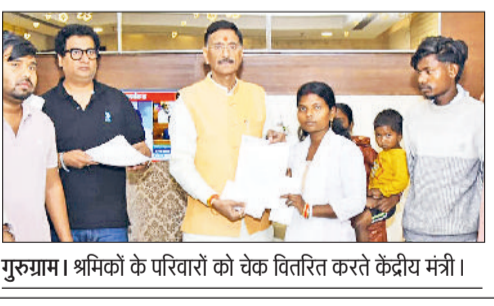 गुरुग्राम। श्रमिकों के परिवारों को चेक वितरित करते केंद्रीय मंत्री।